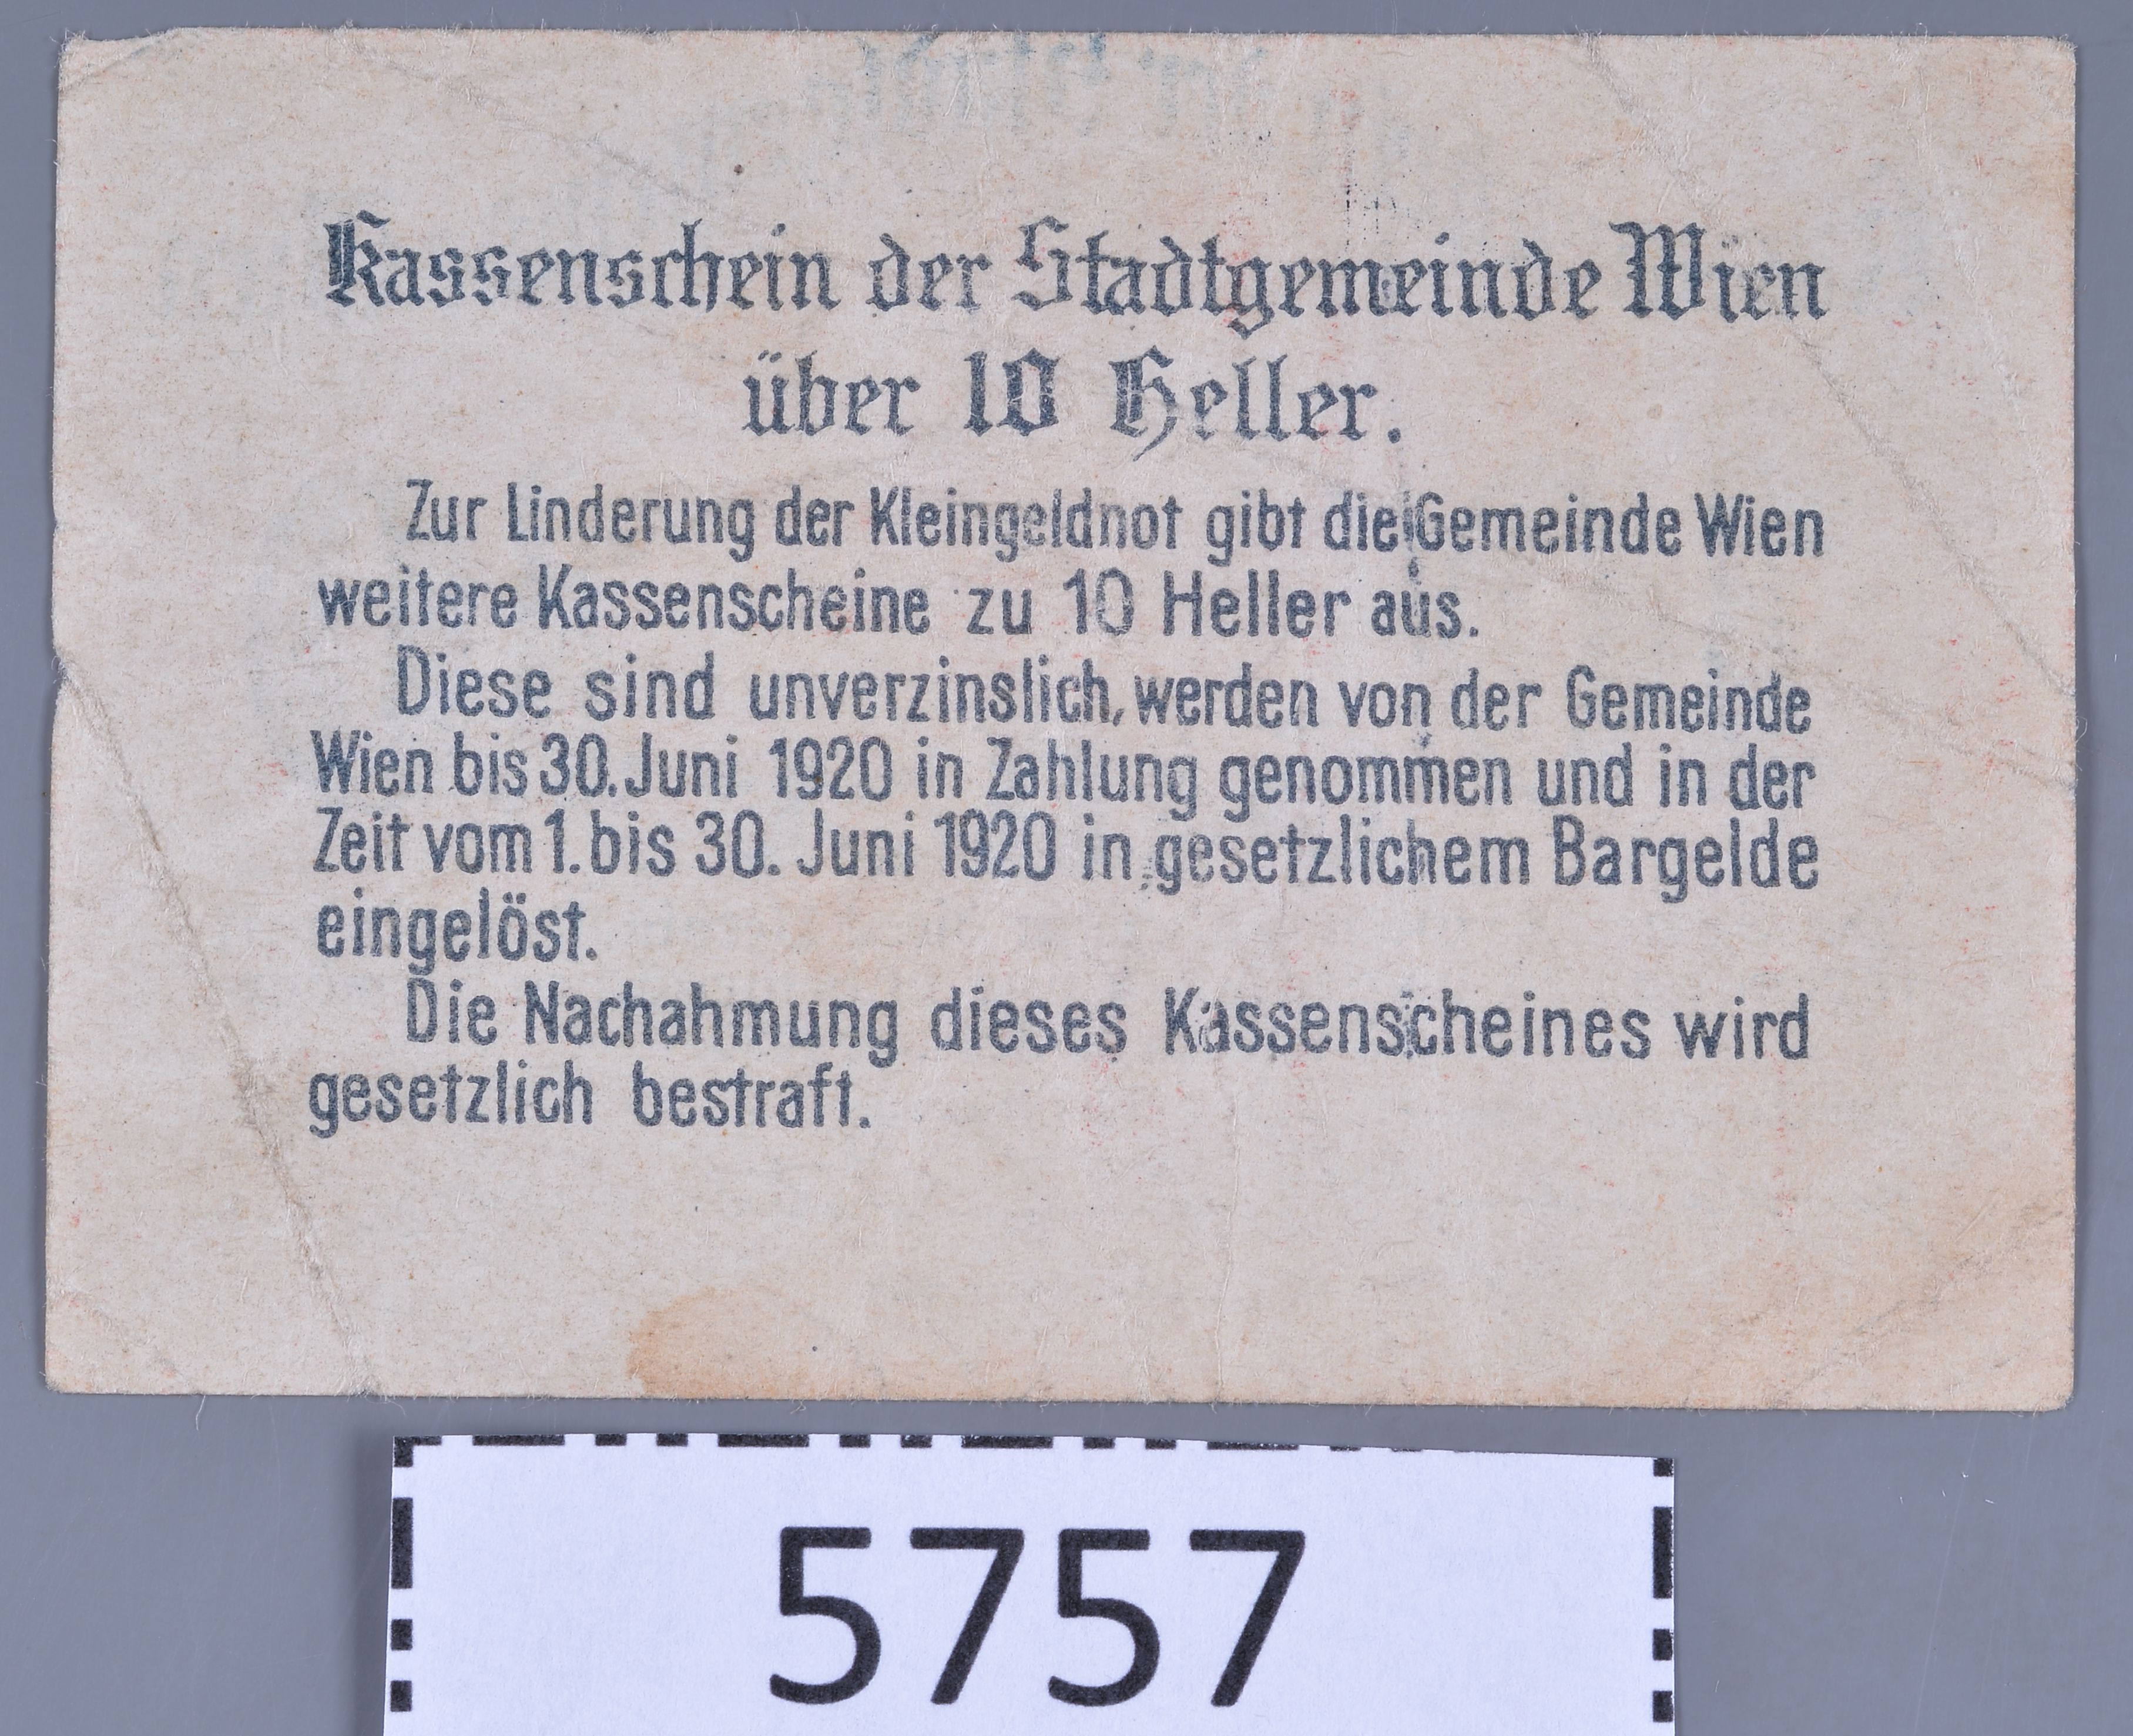 Kassenschein der Stadtgemeinde Wien
über 10 Heller.
Zur Linderung der Kleingeldnot gibt die Gemeinde Wien
weitere Kassenscheine zu 10 Heller aus.
Diese sind unverzinslich, werden von der Gemeinde
Wien bis 30. Juni 1920 in Zahlung genommen und in der
Zeit vom 1. bis 30. Juni 1920 in gesetzlichem Bargelde
eingelöst.
Die Nachahmung dieses Kassenscheines wird
gesetzlich bestraft.
5757